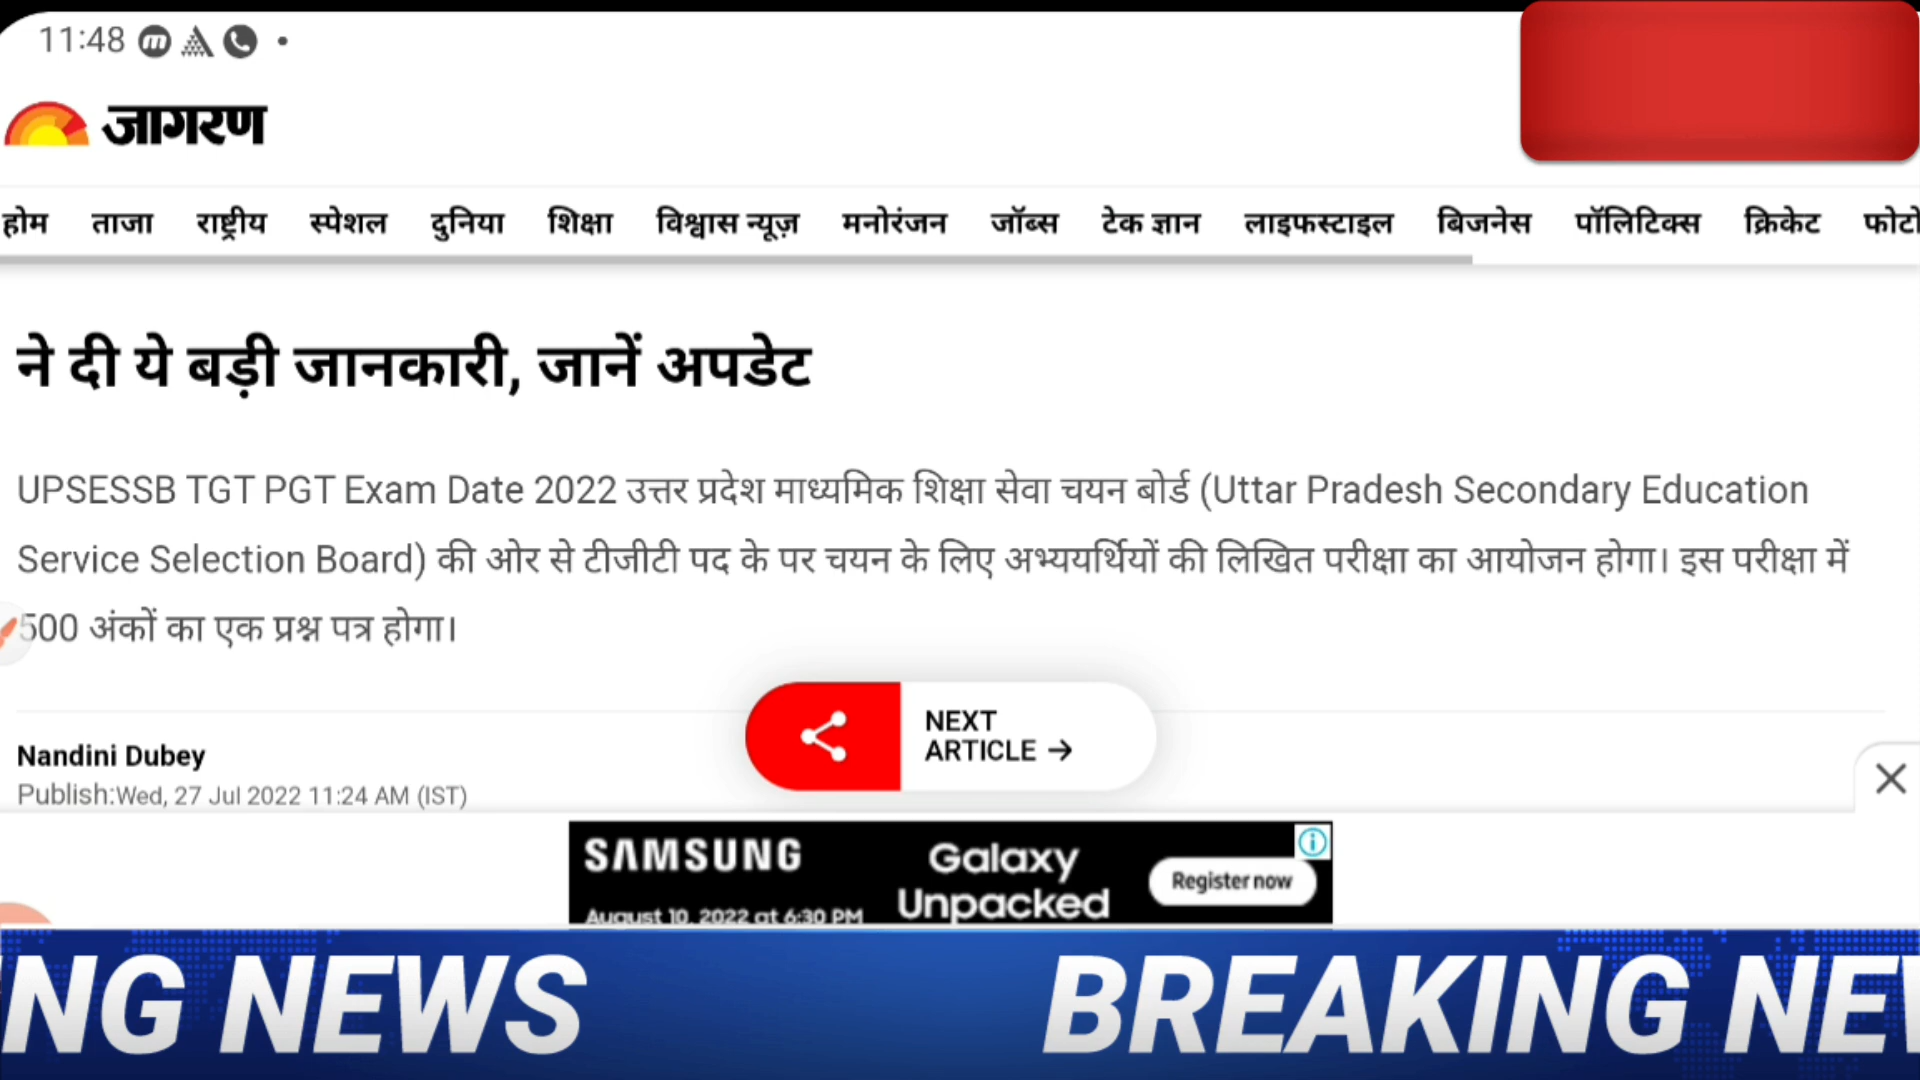 11:48
जागरण
होम ताजा राष्ट्रीय स्पेशल दुनिया शिक्षा विश्वास न्यूज़ मनोरंजन जॉब्स टेक ज्ञान लाइफस्टाइल बिजनेस पॉलिटिक्स क्रिकेट फोटो
ने दी ये बड़ी जानकारी, जानें अपडेट
UPSESSB TGT PGT Exam Date 2022 उत्तर प्रदेश माध्यमिक शिक्षा सेवा चयन बोर्ड (Uttar Pradesh Secondary Education
Service Selection Board) की ओर से टीजीटी पद के पर चयन के लिए अभ्ययर्थियों की लिखित परीक्षा का आयोजन होगा। इस परीक्षा में
500 अंकों का एक प्रश्न पत्र होगा।
NEXT
ARTICLE →
Nandini Dubey
Publish:Wed, 27 Jul 2022 11:24 AM (IST)
SAMSUNG
August 10, 2022 at 6:30 PM
Galaxy
Unpacked
Register now
NG NEWS BREAKING NEW